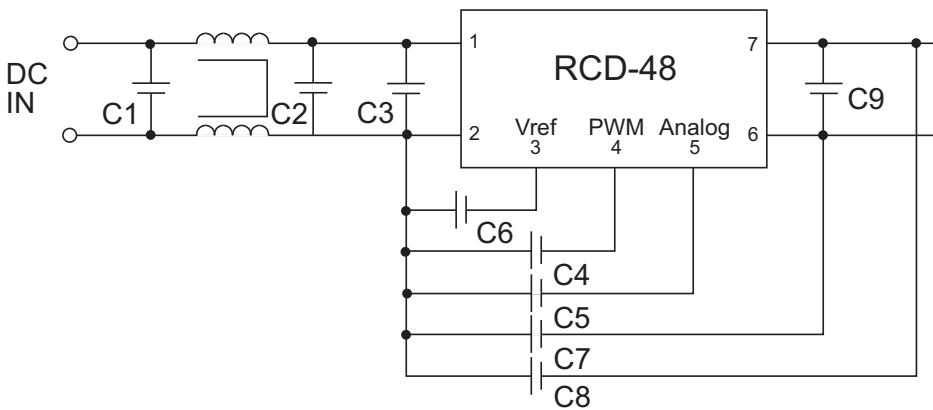 DC
IN
C1
C2
C3
1
2
RCD-48
Vref
3
PWM
4
Analog
5
7
6
C9
C6
C4
C5
C7
C8